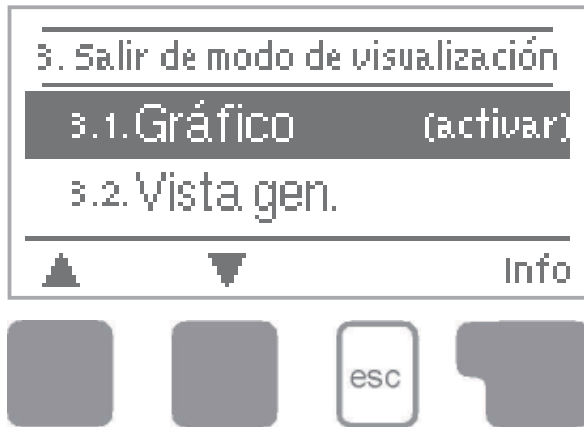 3. Salir de modo de visualización
3.1. Gráfico (activar)
3.2. Vista gen.
Info
esc